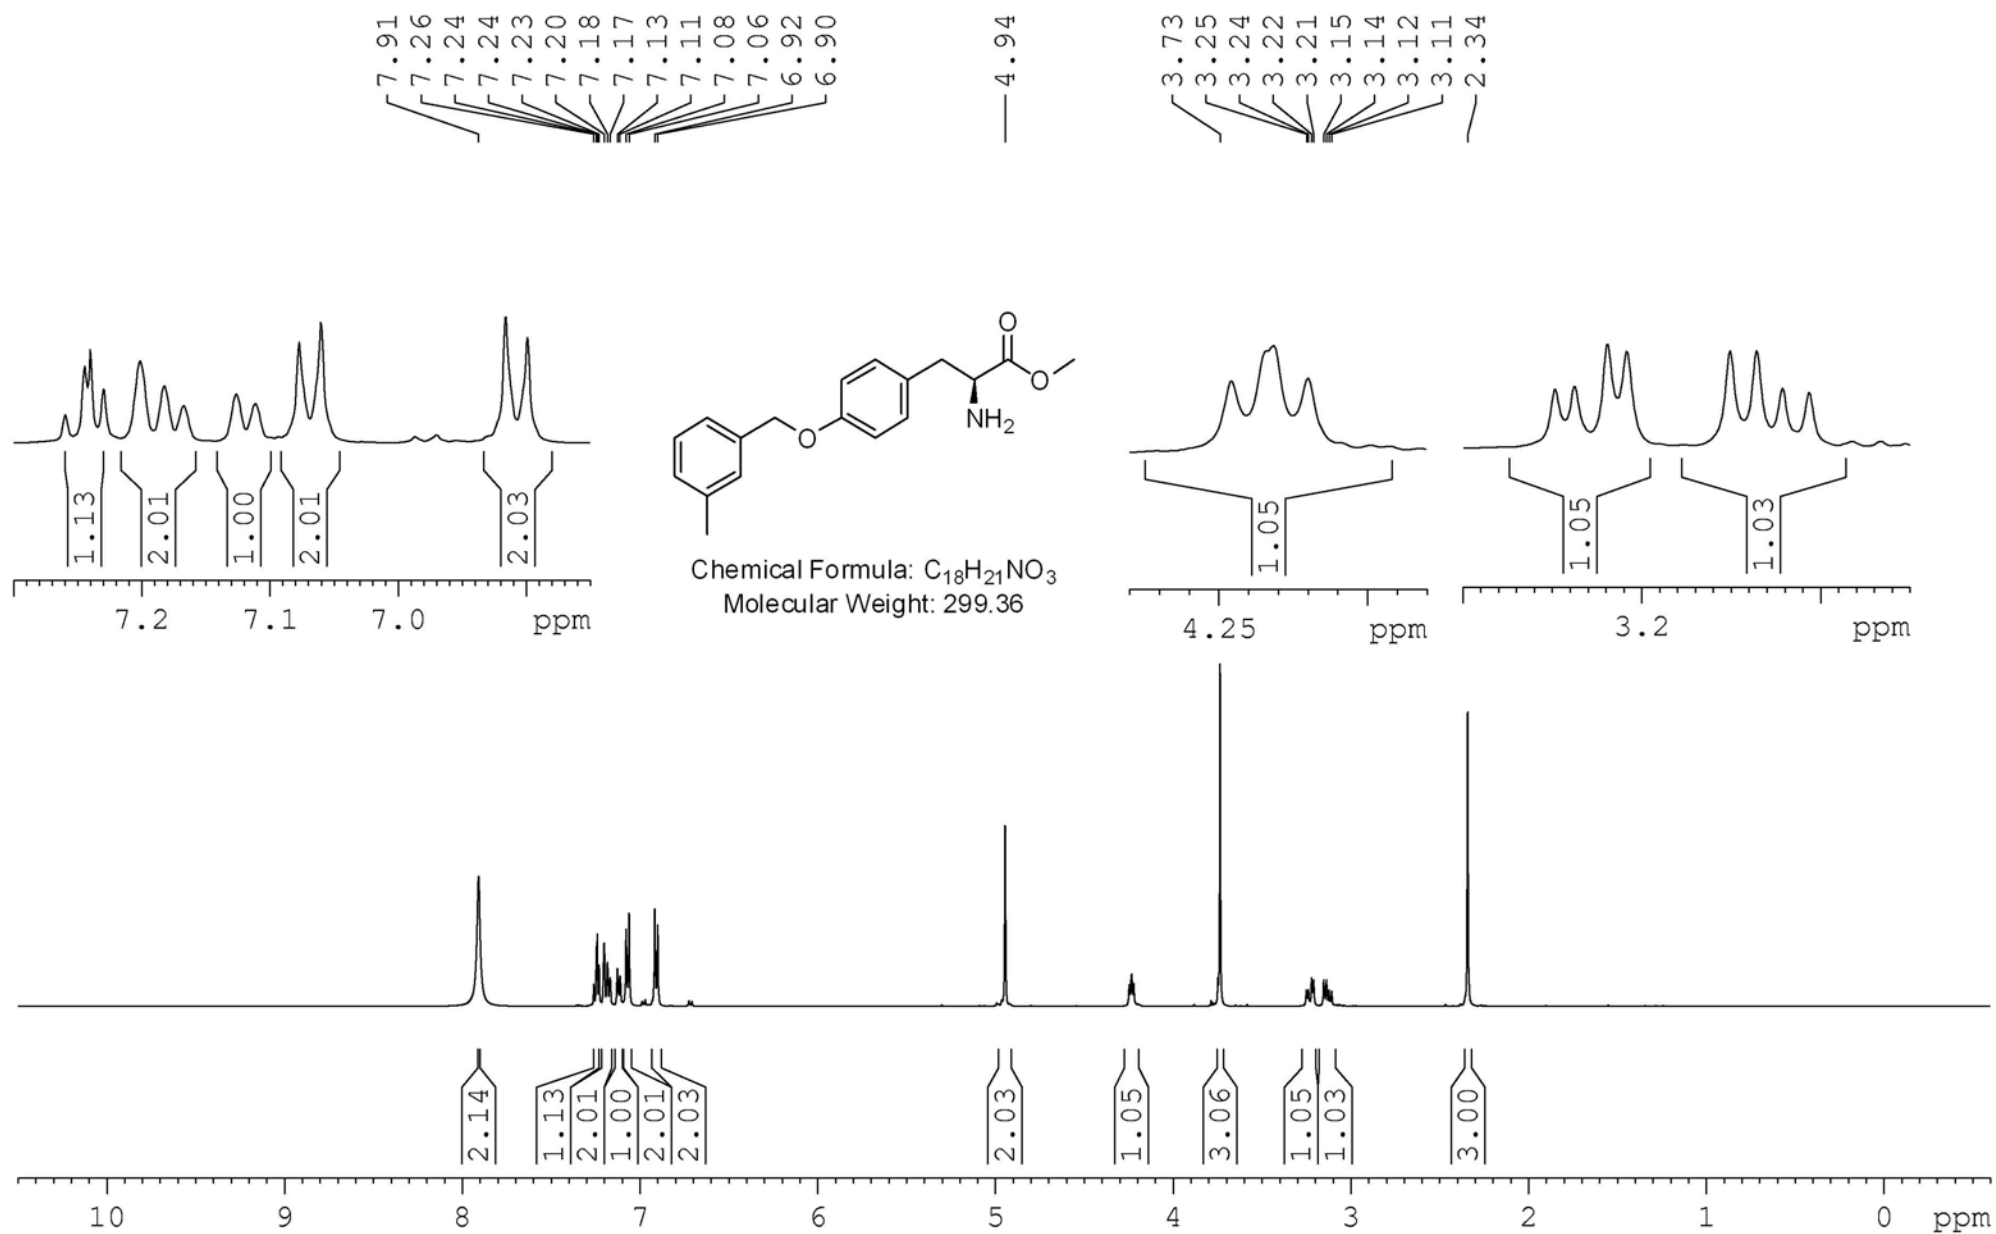 7.91 7.26 7.24 7.24 7.23 7.20 7.18 7.17 7.13 7.11 7.08 7.06 6.92 6.90 4.94 3.73 3.25 3.24 3.22 3.21 3.15 3.14 3.12 3.11 2.34
1.13 2.01 1.00 2.01 2.03
7.2 7.1 7.0 ppm
O
O
NH2
O
Chemical Formula: C18H21NO3
Molecular Weight: 299.36
1.05
4.25 ppm
1.05 1.03
3.2 ppm
2.14 1.13 2.01 1.00 2.01 2.03 2.03 1.05 3.06 1.05 1.03 3.00
10 9 8 7 6 5 4 3 2 1 0 ppm